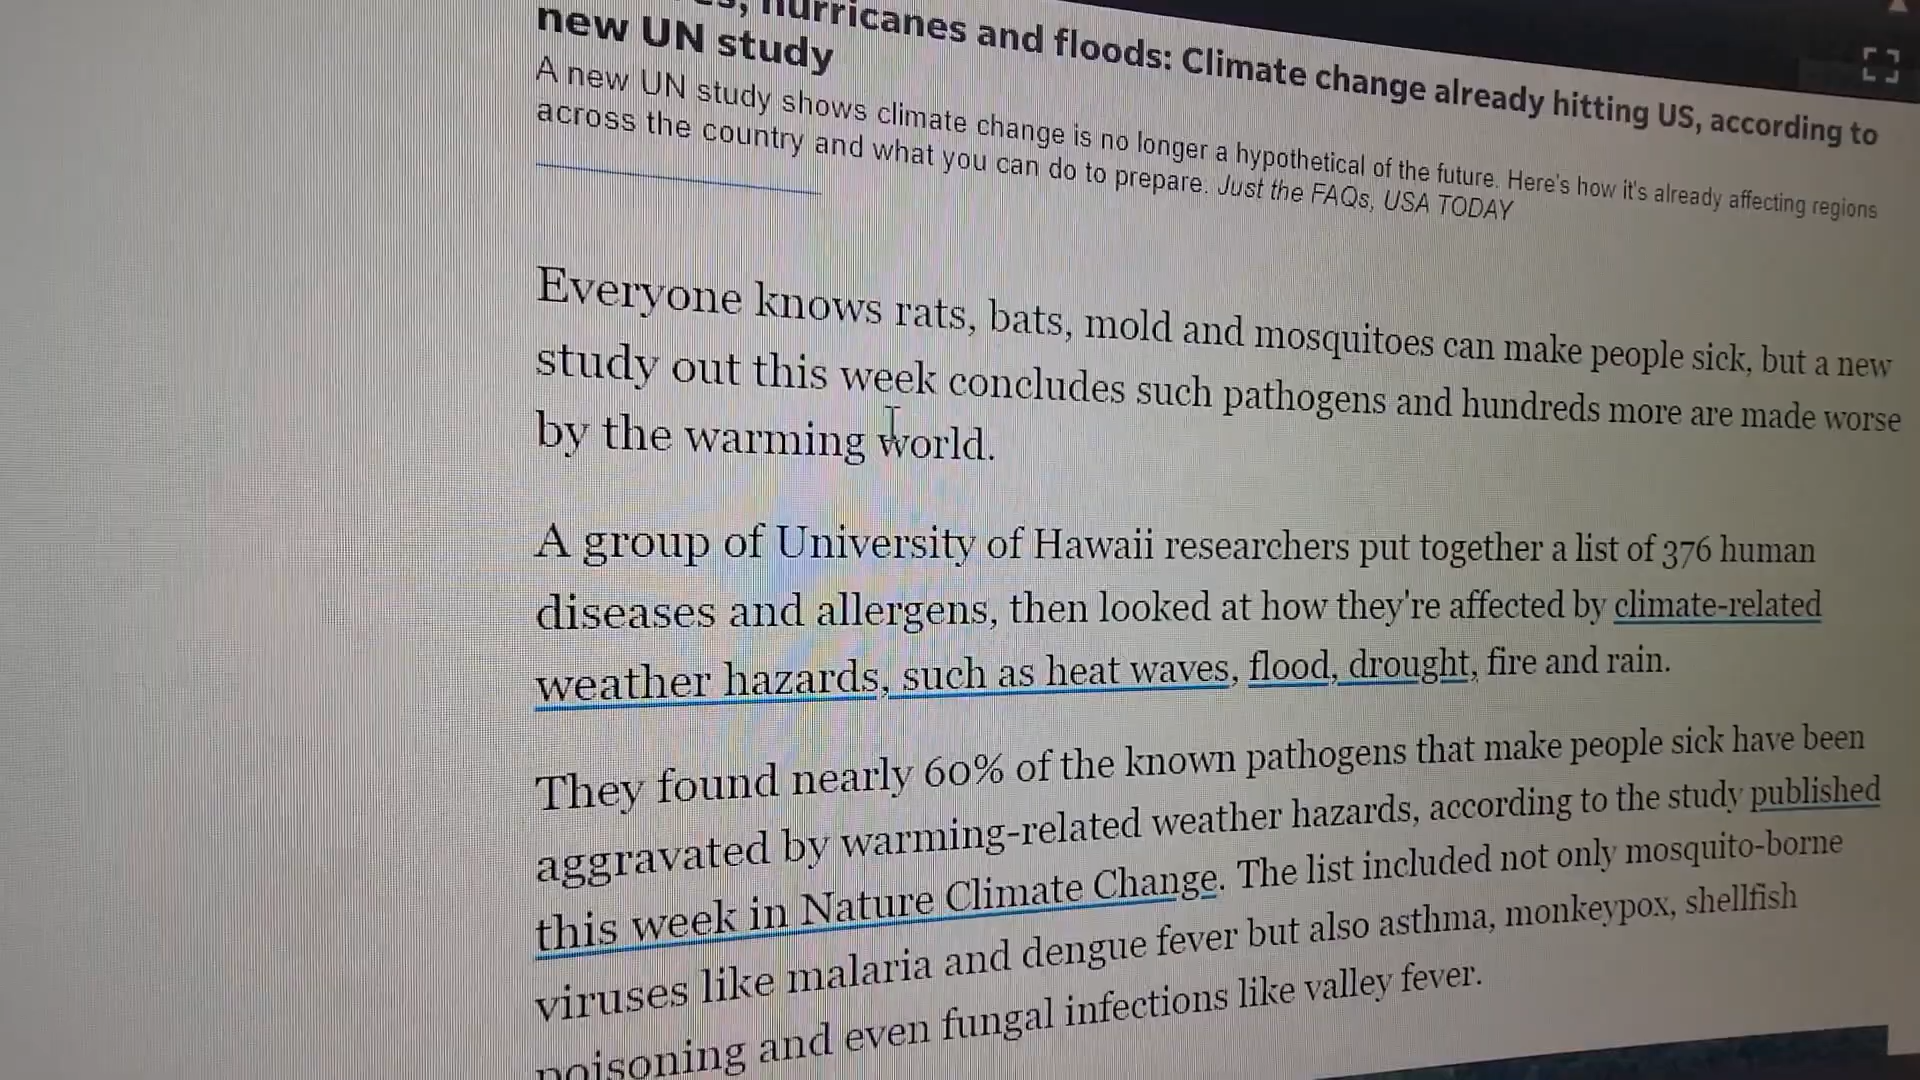 hurricanes and floods: Climate change already hitting US, according to
new UN study
A new UN study shows climate change is no longer a hypothetical of the future. Here's how it's already affecting regions
across the country and what you can do to prepare. Just the FAQs, USA TODAY
Everyone knows rats, bats, mold and mosquitoes can make people sick, but a new
study out this week concludes such pathogens and hundreds more are made worse
by the warming world.
A group of University of Hawaii researchers put together a list of 376 human
diseases and allergens, then looked at how they're affected by climate-related
weather hazards, such as heat waves, flood, drought, fire and rain.
They found nearly 60% of the known pathogens that make people sick have been
aggravated by warming-related weather hazards, according to the study published
this week in Nature Climate Change. The list included not only mosquito-borne
viruses like malaria and dengue fever but also asthma, monkeypox, shellfish
poisoning and even fungal infections like valley fever.